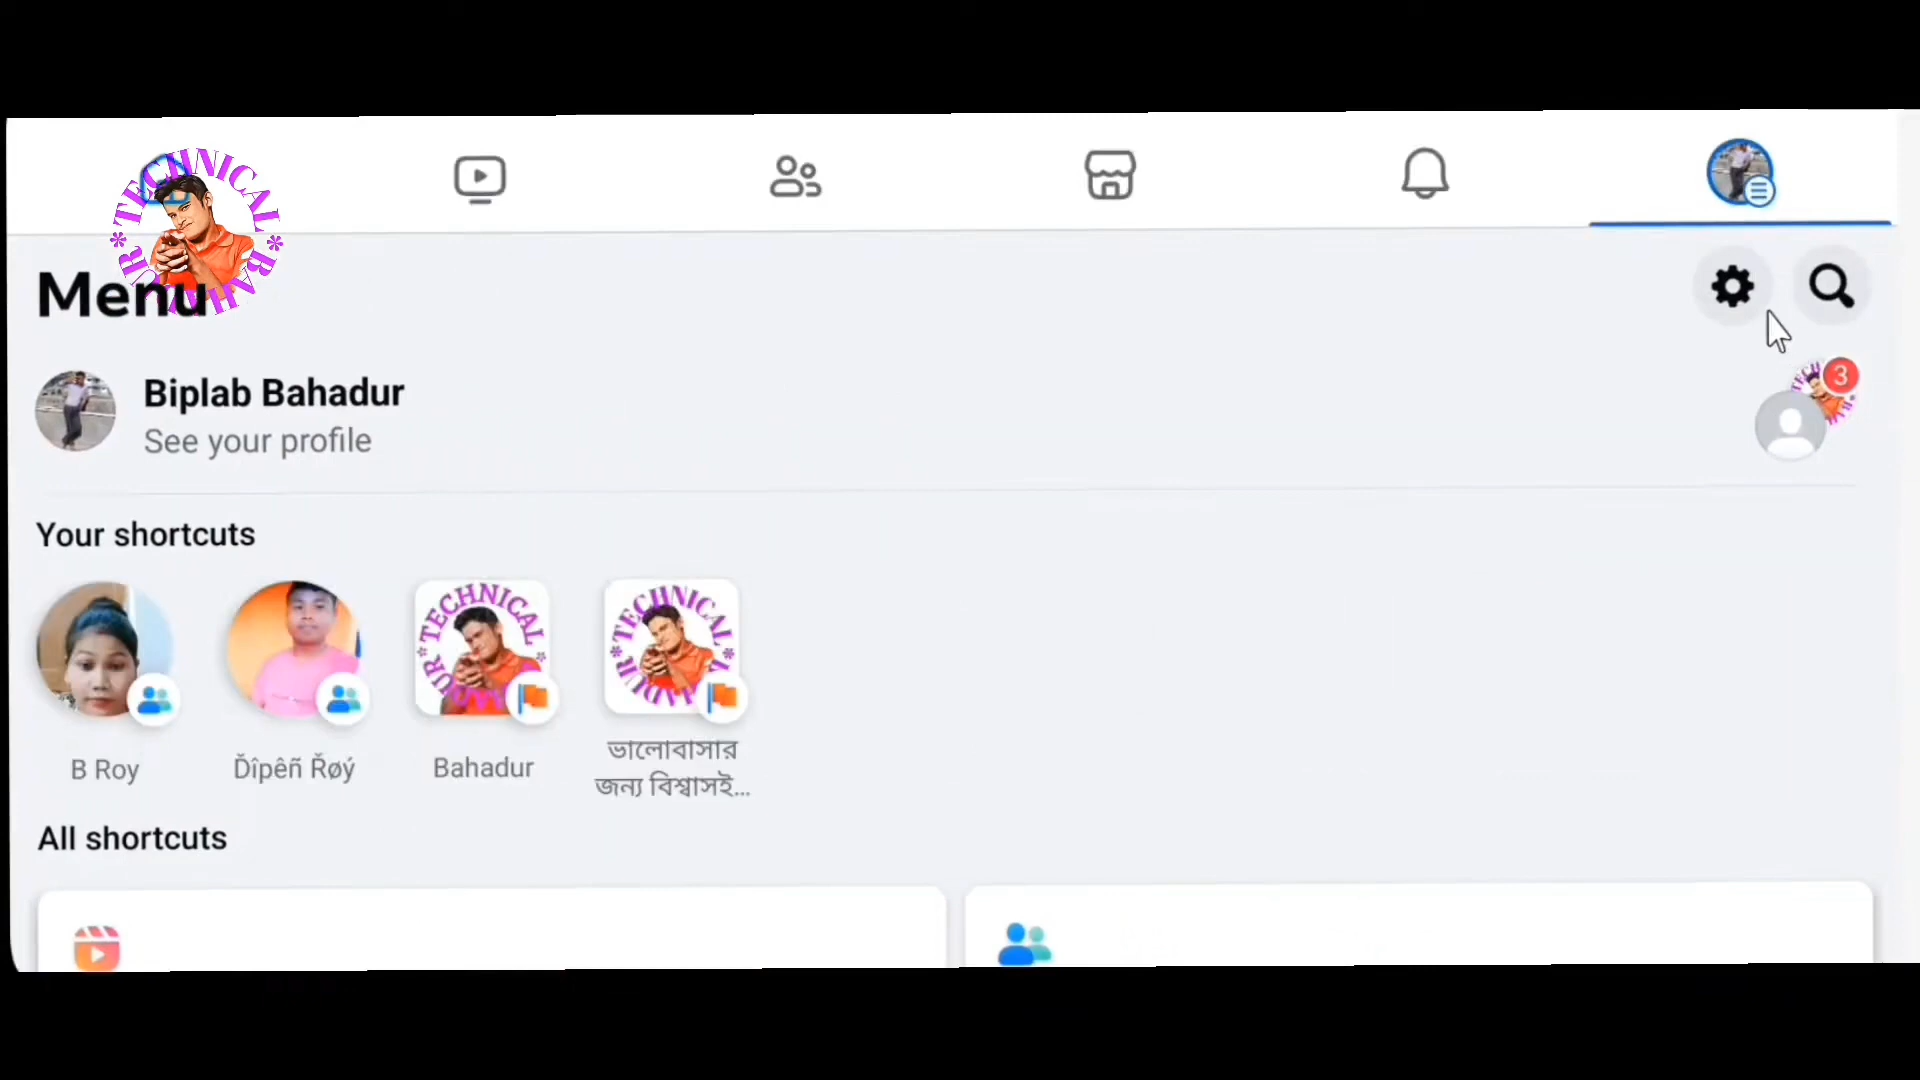 *TECHNICAL*
BAHADUR
Menu
3
Biplab Bahadur
See your profile
Your shortcuts
TECHNICAL
TECHNICAL
B Roy
Ďîpêñ Řøý
Bahadur
ভালোবাসার
জন্য বিশ্বাসই...
All shortcuts